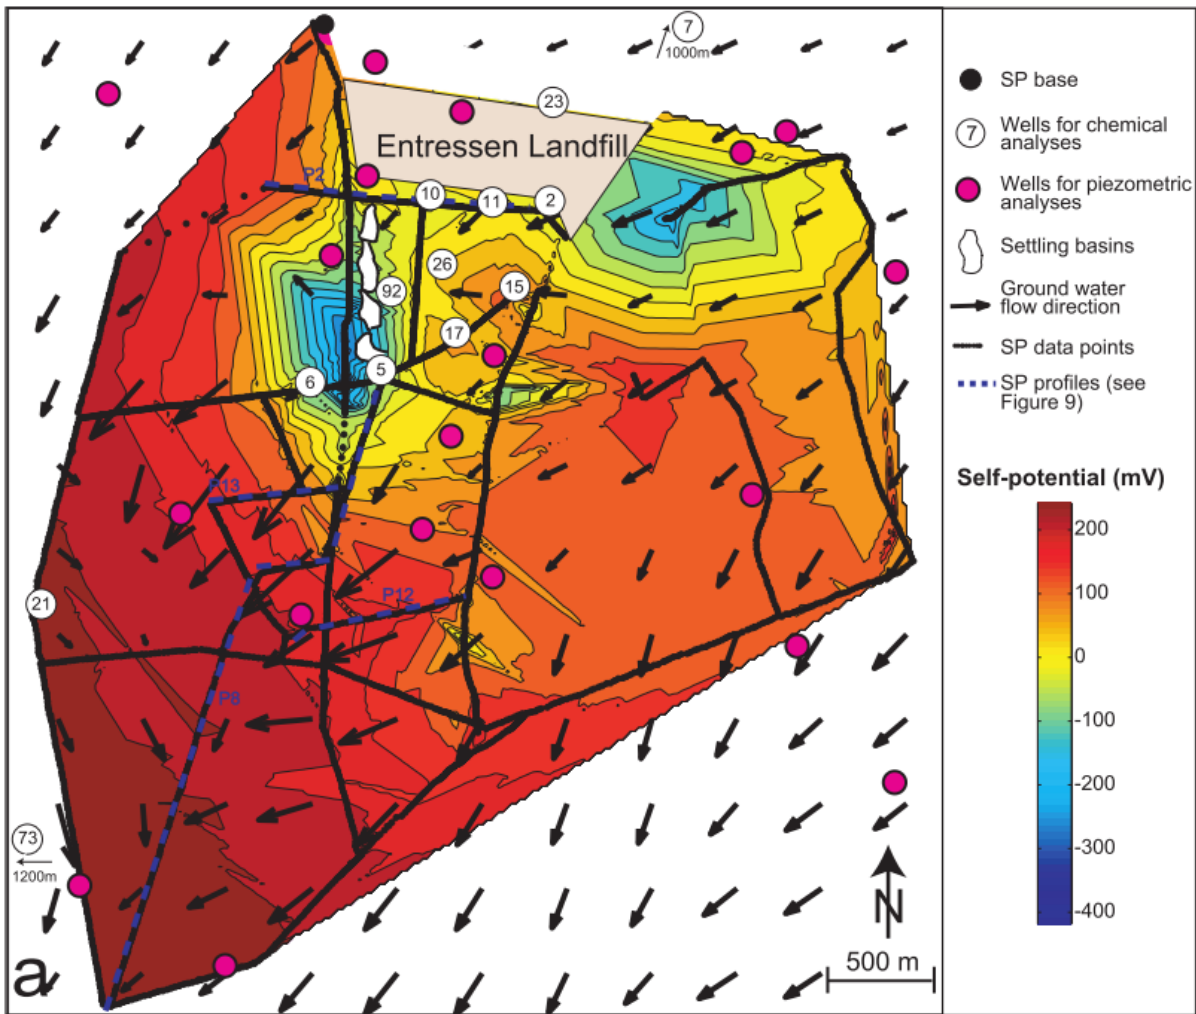 7
1000m
23
Entressen Landfill
P2
10
11
2
26
92
15
17
5
6
P13
P12
21
P8
73
1200m
N
500 m
a
SP base
7
Wells for chemical
analyses
Wells for piezometric
analyses
Settling basins
Ground water
flow direction
SP data points
SP profiles (see
Figure 9)
Self-potential (mV)
200
100
0
-100
-200
-300
-400